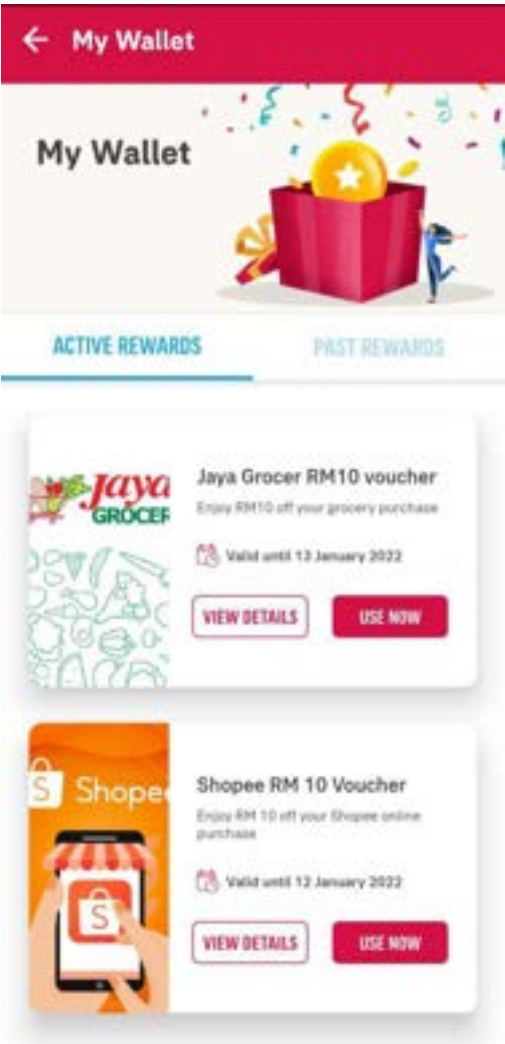 My Wallet
My Wallet
ACTIVE REWARDS
PAST REWARDS
Jaya
GROCER
Jaya Grocer RM10 voucher
Enjoy RM10 off your grocery purchase
Valid until 13 January 2022
VIEW DETAILS
USE NOW
S Shopee
S
Shopee RM 10 Voucher
Enjoy RM 10 off your Shopee online
purchase
Valid until 12 January 2022
VIEW DETAILS
USE NOW